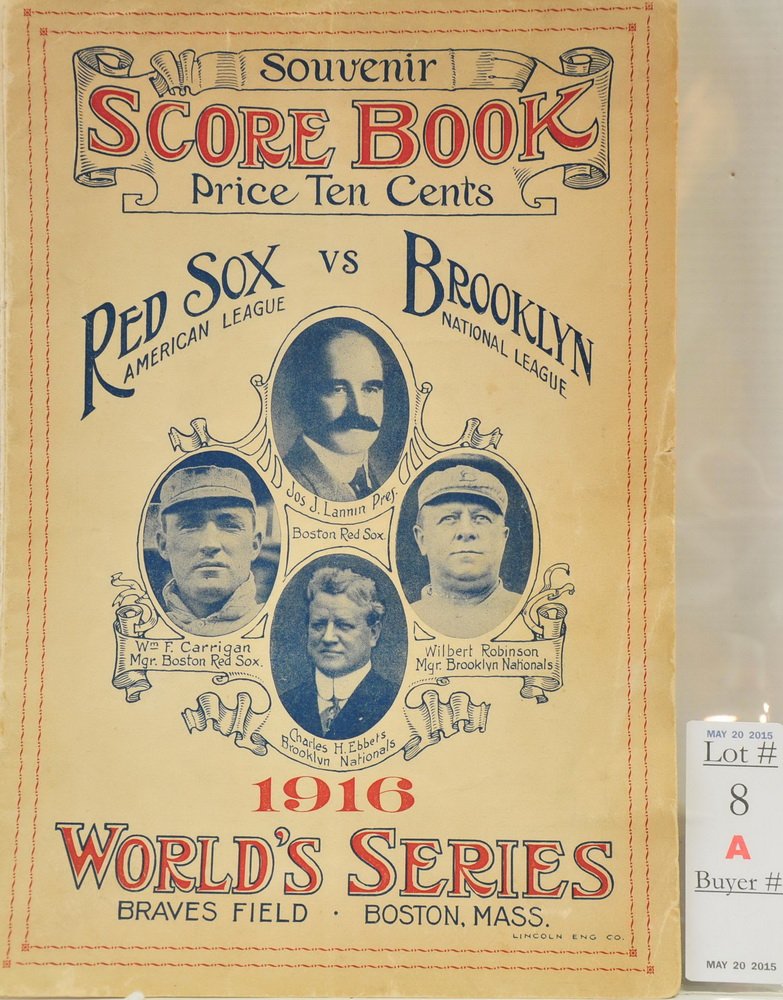 Souvenir
SCORE BOOK
Price Ten Cents
RED SOX VS BROOKLYN
AMERICAN LEAGUE
NATIONAL LEAGUE
Jos J. Lannin Pres.
Boston Red Sox.
Wm F. Carrigan
Mgr. Boston Red Sox.
Wilbert Robinson
Mgr. Brooklyn Nationals
Charles H. Ebbets
Brooklyn Nationals
1916
WORLD'S SERIES
BRAVES FIELD · BOSTON, MASS.
LINCOLN ENG CO.
MAY 20 2015
Lot #
8
A
Buyer #
MAY 20 2015